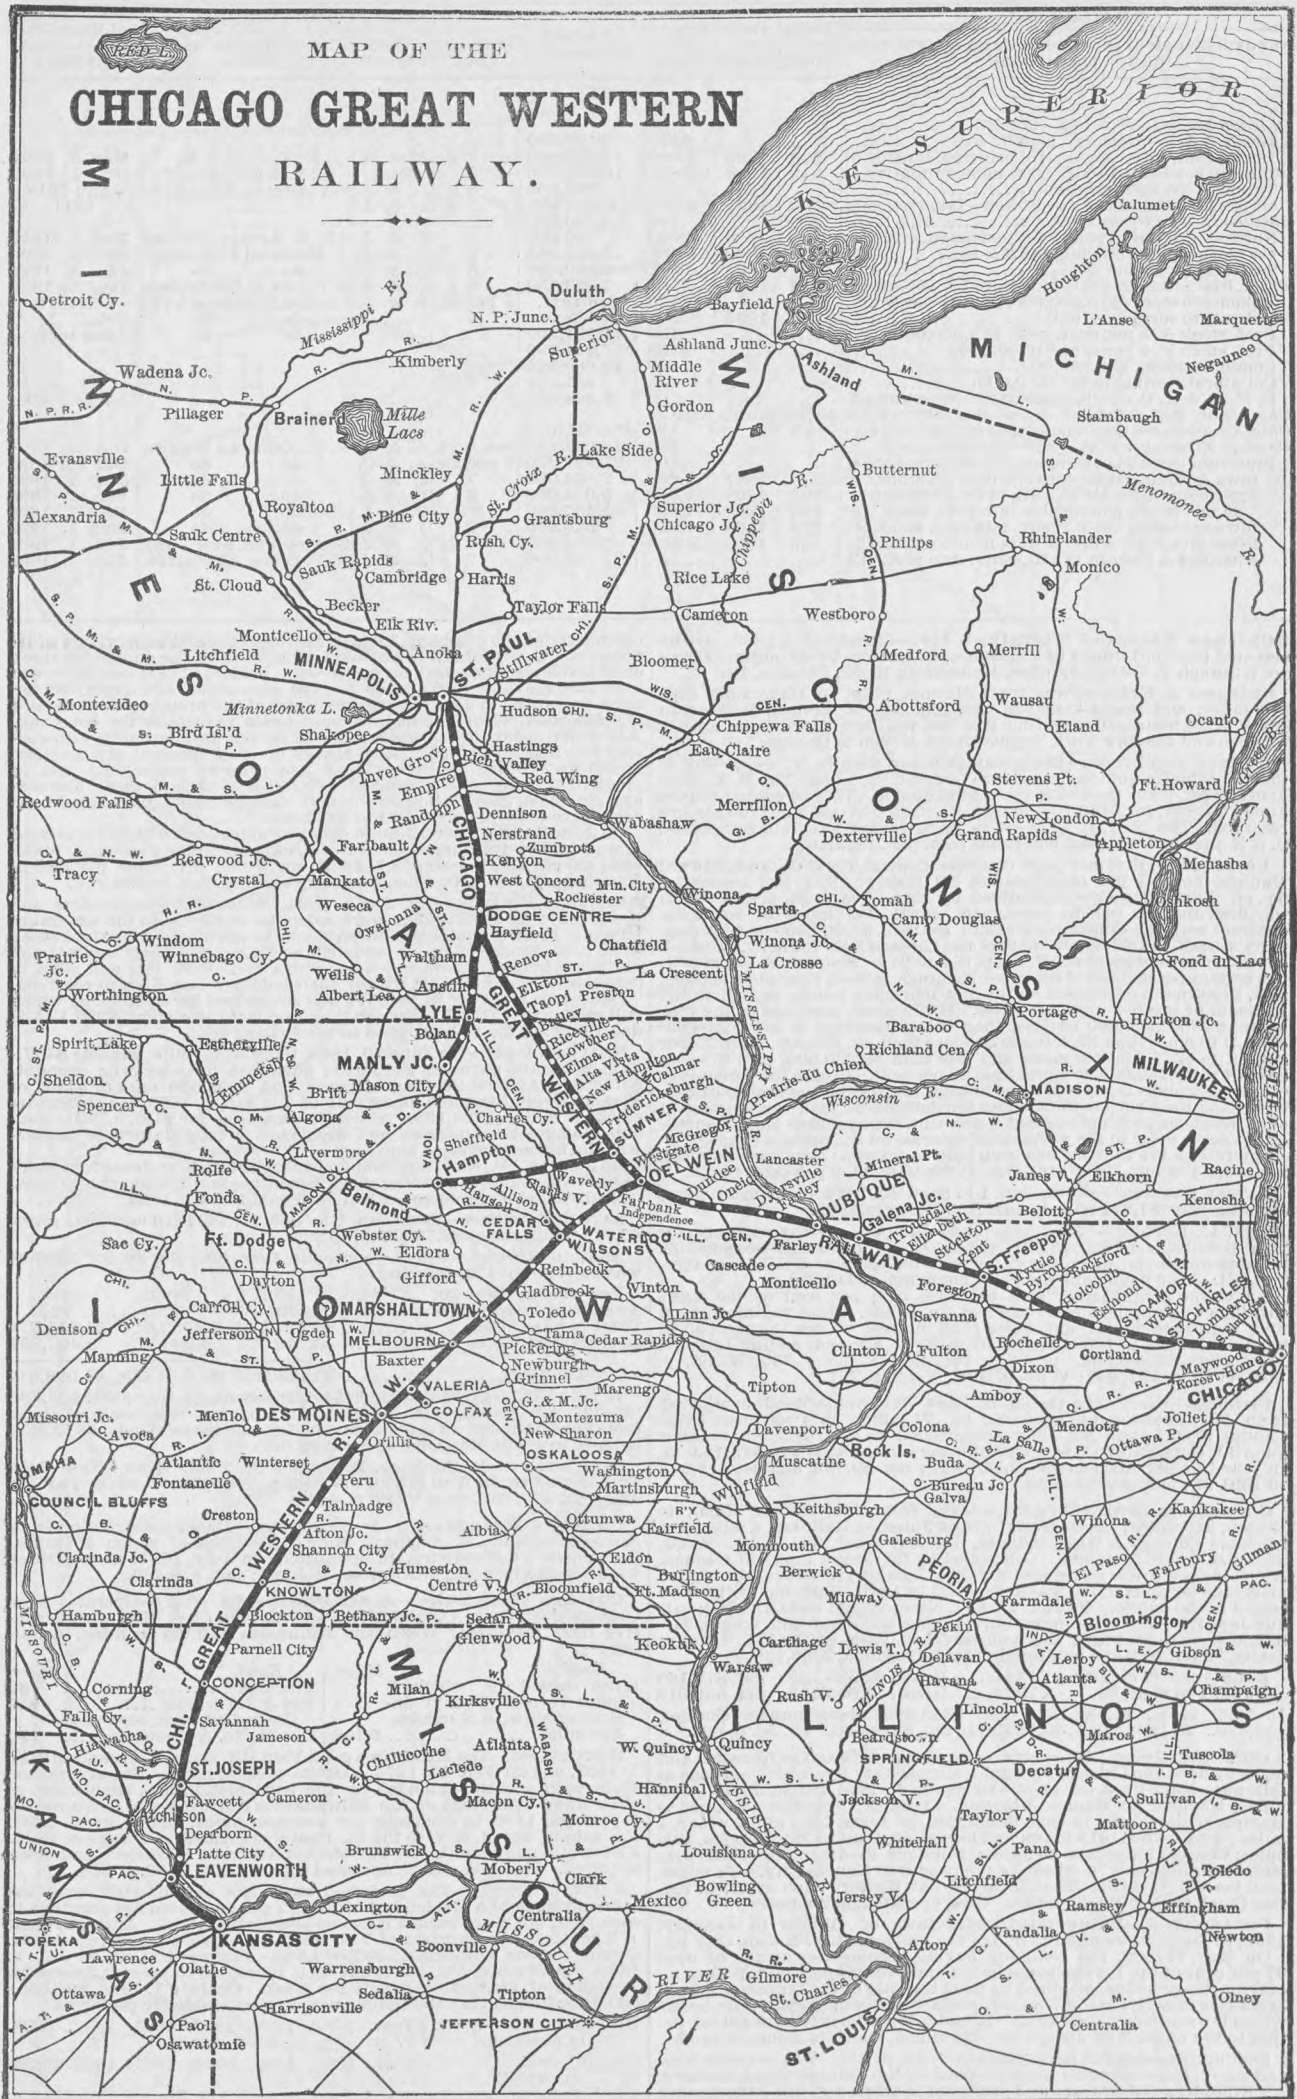 MAP OF THE
CHICAGO GREAT WESTERN
RAILWAY.
RED L.
LAKE SUPERIOR
MINNESOTA
Calumet
Houghton
Duluth
Bayfield
Detroit Cy.
Mississippi R.
N. P. Junc.
Superior
L'Anse
Marquette
Ashland Junc.
Ashland
MICHIGAN
Negaunee
Kimberly
Middle
River
WISCONSIN
Wadena Jc.
N. P. R. R.
Pillager
Brainerd
Mille
Lacs
Gordon
Stambaugh
Evansville
Little Falls
Minckley
St. Croix R.
Lake Side
Butternut
Menomonee R.
Alexandria
Royalton
Pine City
Grantsburg
Superior Jc.
Chicago Jc.
Chippewa R.
Sauk Centre
Rush Cy.
Philips
Rhinelander
Sauk Rapids
Cambridge
Harris
Rice Lake
Monico
St. Cloud
Becker
Taylor Falls
Cameron
Westboro
Elk Riv.
Monticello
Anoka
ST. PAUL
Stillwater
Merrill
Litchfield
MINNEAPOLIS
Bloomer
Medford
Montevideo
Minnetonka L.
Hudson
Abottsford
Wausau
Bird Isl'd
Shakopee
Chippewa Falls
Eland
Ocanto
Hastings
Eau Claire
Green B.
Inver Grove
Rich Valley
Empire
Red Wing
Stevens Pt.
Ft. Howard
Redwood Falls
Randolph
Dennison
Merrillon
New London
CHICAGO
Wabashaw
Dexterville
Grand Rapids
Nerstrand
Faribault
Zumbrota
Appleton
Redwood Jc.
Kenyon
Menasha
Tracy
Crystal
Mankato
West Concord
Min. City
Winona
Weseca
Rochester
Sparta
Tomah
Oshkosh
DODGE CENTRE
Camp Douglas
Owatonna
Hayfield
Windom
Chatfield
Winona Jc.
Winnebago Cy.
Waltham
Renova
La Crosse
Fond du Lac
Prairie
Jc.
Wells
La Crescent
Worthington
Albert Lea
Austin
Elkton
Taopi
Preston
GREAT
LYLE
MISSISSIPPI R.
Portage
Bolan
Riceville
Baraboo
Horicon Jc.
Spirit Lake
Estherville
Lowther
Elma
MANLY JC.
Alta Vista
Richland Cen.
LAKE MICHIGAN
New Hampton
Calmar
MILWAUKEE
Sheldon
Emmetsb'g
Mason City
WESTERN
Fredericksburgh
Prairie du Chien
Britt
MADISON
Spencer
Algona
Charles Cy.
Wisconsin R.
SUMNER
McGregor
Sheffield
Westgate
Livermore
Hampton
OELWEIN
Lancaster
Mineral Pt.
Rolfe
Waverly
Dundee
Janes V.
Elkhorn
Racine
Belmond
Hansell
Allison
Clarks V.
Oneida
Dyersville
Farley
DUBUQUE
Kenosha
Fonda
Fairbank
Independence
Galena Jc.
Beloit
CEDAR
FALLS
WATERLOO
Ft. Dodge
Webster Cy.
WILSONS
RAILWAY
Elizabeth
Stockton
Kent
S. Freeport
Rockford
Sac Cy.
Eldora
Reinbeck
Farley
Myrtle
Byron
Dayton
Gifford
Cascade
Foreston
Holcomb
Gladbrook
Vinton
Monticello
Esmond
SYCAMORE
ST. CHARLES
IOWA
Carroll Cy.
MARSHALLTOWN
Toledo
Linn Jc.
Savanna
Wasco
Lombard
S. Elmhurst
Denison
Jefferson
Ogden
MELBOURNE
Tama
Cedar Rapids
Rochelle
Cortland
Manning
Pickering
Clinton
Fulton
Maywood
Baxter
Newburgh
Dixon
Forest Home
Grinnel
Marengo
CHICAGO
VALERIA
Tipton
Amboy
Missouri Jc.
Menlo
DES MOINES
COLFAX
G. & M. Jc.
Montezuma
Mendota
Joliet
Avoca
New Sharon
Davenport
Colona
La Salle
Orillia
Rock Is.
Ottawa P.
Atlantic
Winterset
OSKALOOSA
Muscatine
OMAHA
Fontanelle
Washington
Buda
COUNCIL BLUFFS
Peru
Martinsburgh
Winfield
Bureau Jc.
Galva
Talmadge
Keithsburgh
Kankakee
Creston
Ottumwa
Winona
Afton Jc.
Albia
Fairfield
Galesburg
WESTERN
Clarinda Jc.
Shannon City
Eldon
Monmouth
PEORIA
El Paso
Fairbury
Gilman
Humeston
Burlington
Berwick
Clarinda
Centre V.
KNOWLTON
Bloomfield
Ft. Madison
Midway
Farmdale
Hamburgh
Blockton
Bethany Jc.
Sedan
Bloomington
Pekin
GREAT
Glenwood
Keokuk
Carthage
Lewis T.
Parnell City
Delavan
Leroy
Gibson
Warsaw
MISSOURI
CONCEPTION
Havana
Atlanta
Corning
Milan
Kirksville
Rush V.
ILLINOIS R.
Champaign
Lincoln
ILLINOIS
Falls Cy.
Savannah
Beardstown
Jameson
Atlanta
W. Quincy
Quincy
Maroa
Hiawatha
CHI.
Chillicothe
SPRINGFIELD
Tuscola
ST. JOSEPH
Laclede
Decatur
KANSAS
Hannibal
Fawcett
Cameron
Macon Cy.
Jackson V.
Sullivan
Atchison
Monroe Cy.
Taylor V.
Dearborn
Mattoon
Platte City
Whitehall
UNION PAC.
Brunswick
Louisiana
Pana
LEAVENWORTH
Moberly
Toledo
Clark
Bowling
Green
Litchfield
Lexington
Mexico
Jersey V.
Ramsey
Effingham
Centralia
TOPEKA
KANSAS CITY
MISSOURI RIVER
Vandalia
Boonville
Newton
Lawrence
Olathe
Alton
Warrensburgh
Gilmore
Ottawa
Sedalia
Tipton
St. Charles
Harrisonville
Olney
Paoli
JEFFERSON CITY
Centralia
Osawatomie
ST. LOUIS